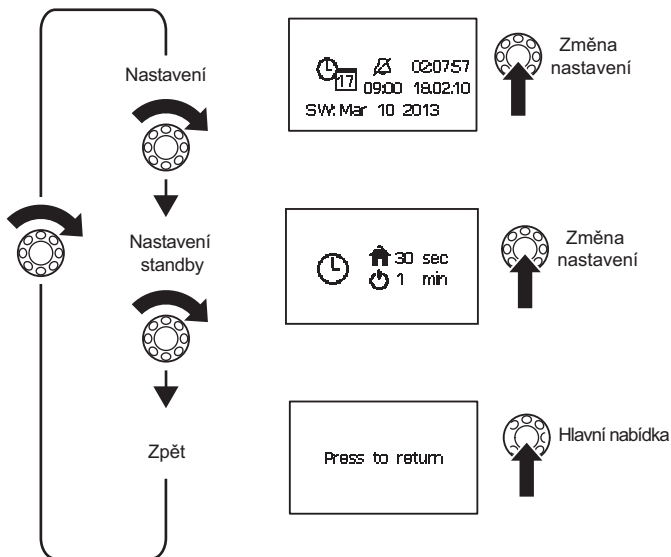 Nastavení
17
02:07:57
09:00 18.02.10
SW: Mar 10 2013
Změna
nastavení
Nastavení
standby
30 sec
1 min
Změna
nastavení
Zpět
Press to return
Hlavní nabídka